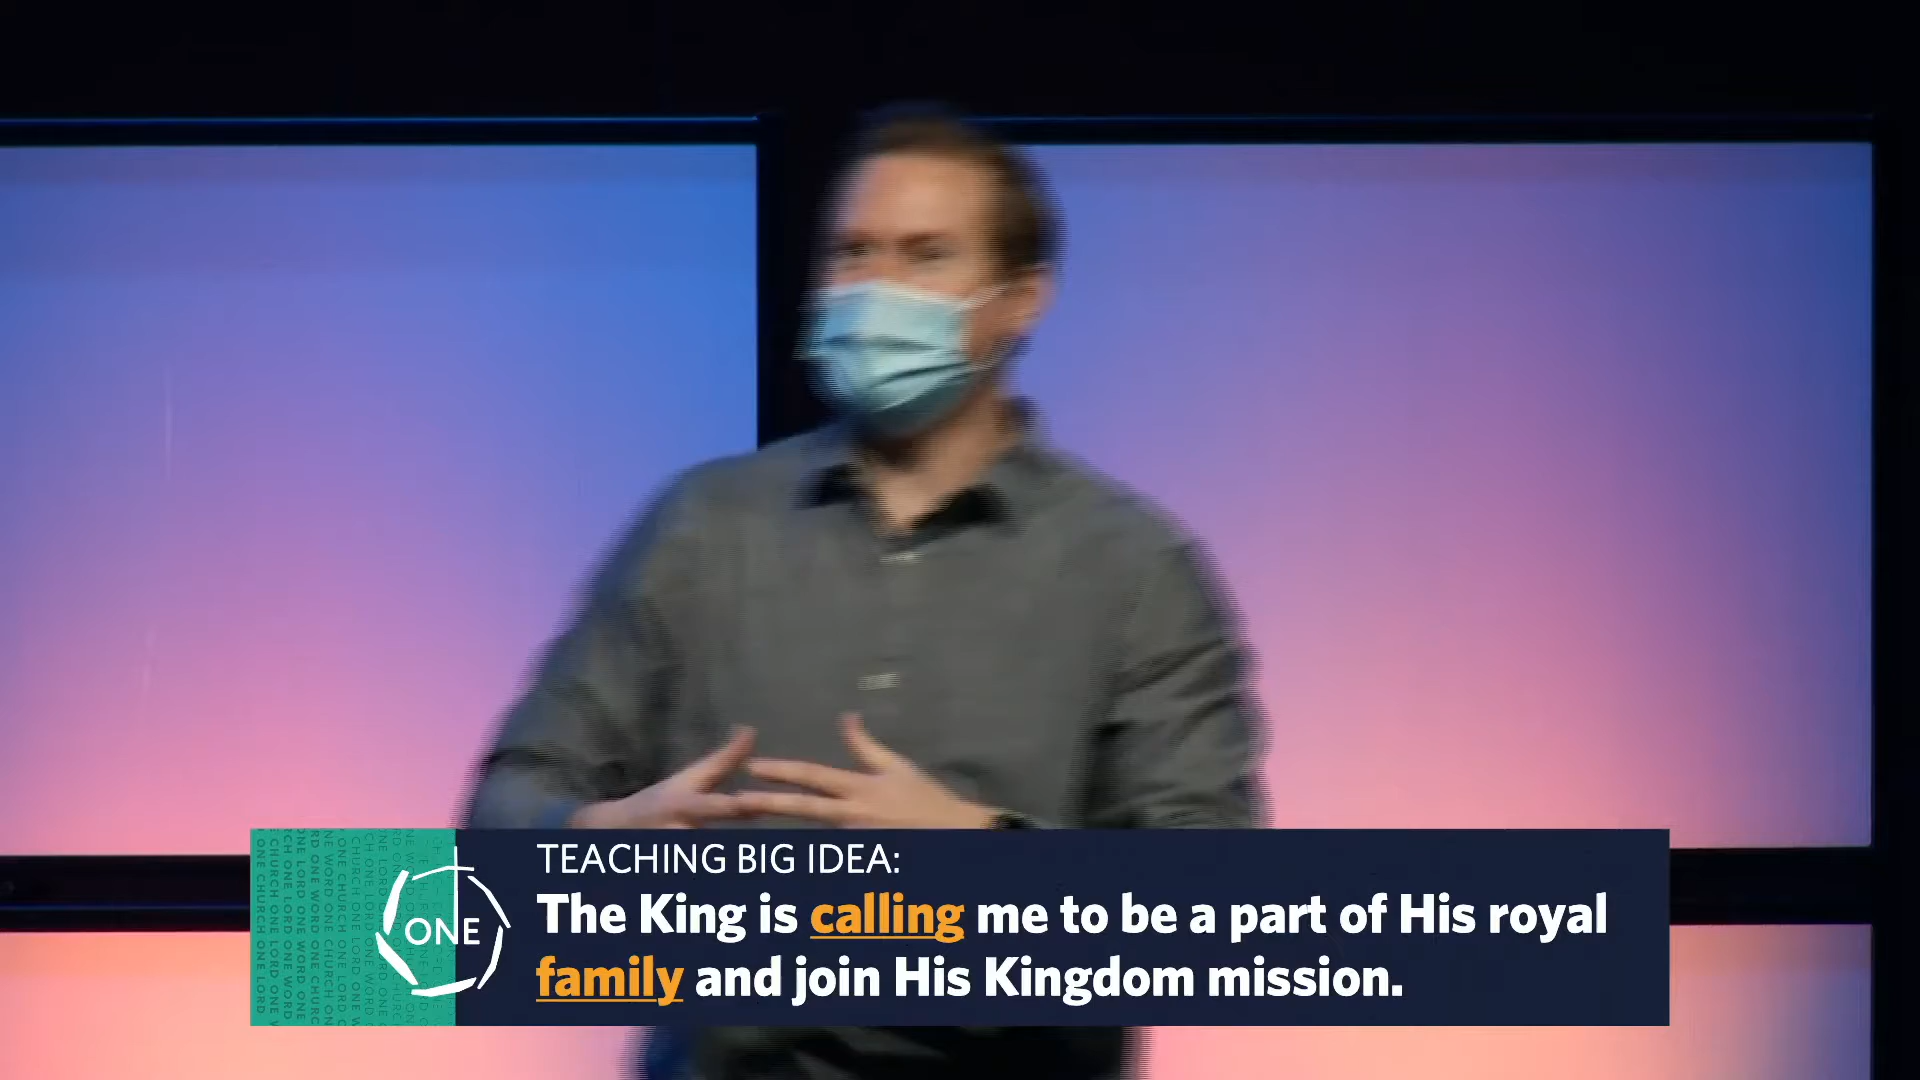 TEACHING BIG IDEA:
The King is calling me to be a part of His royal
family and join His Kingdom mission.
ONE